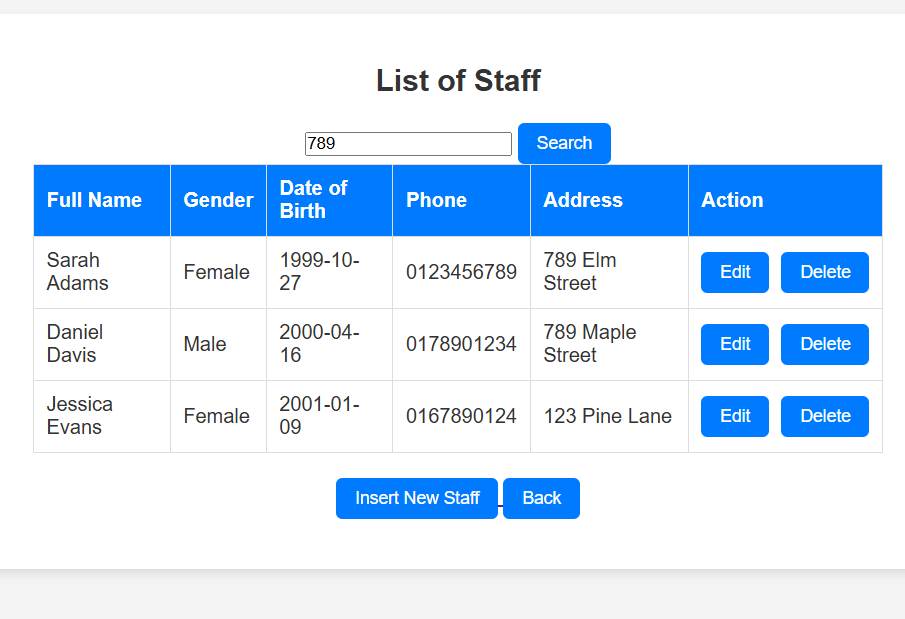 List of Staff
789 Search
Full Name Gender Date of Birth Phone Address Action
Sarah Adams Female 1999-10-27 0123456789 789 Elm Street Edit Delete
Daniel Davis Male 2000-04-16 0178901234 789 Maple Street Edit Delete
Jessica Evans Female 2001-01-09 0167890124 123 Pine Lane Edit Delete
Insert New Staff Back